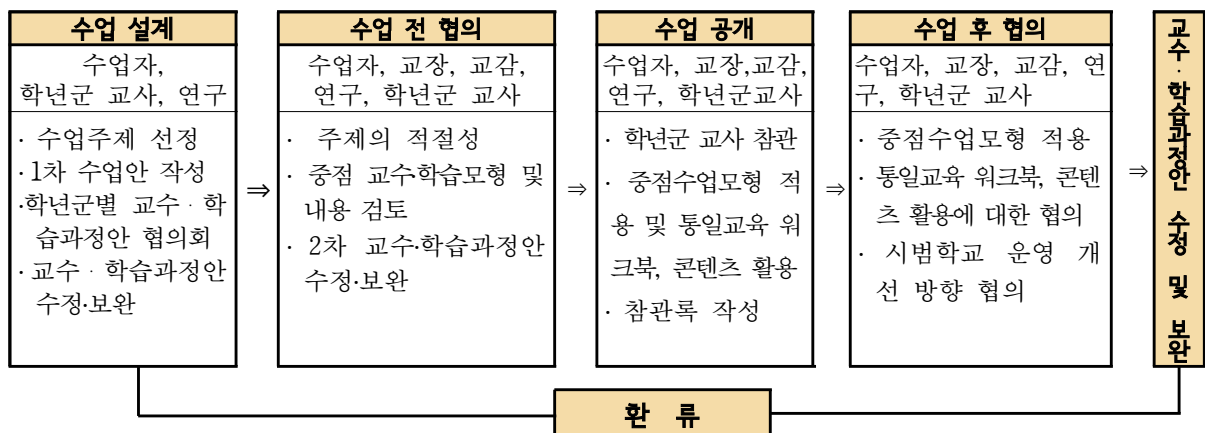 수업 설계
수업자,
학년군 교사, 연구
· 수업주제 선정
·1차 수업안 작성
·학년군별 교수 · 학
습과정안 협의회
·교수 · 학습과정안
수정·보완
⇒
수업 전 협의
수업자, 교장, 교감,
연구, 학년군 교사
· 주제의 적절성
· 중점 교수학습모형 및
내용 검토
· 2차 교수·학습과정안
수정·보완
⇒
수업 공개
수업자, 교장,교감,
연구, 학년군교사
· 학년군 교사 참관
· 중점수업모형 적
용 및 통일교육 워
크북, 콘텐츠 활용
· 참관록 작성
⇒
수업 후 협의
수업자, 교장, 교감, 연
구, 학년군 교사
· 중점수업모형 적용
· 통일교육 워크북, 콘텐
츠 활용에 대한 협의
· 시범학교 운영 개
선 방향 협의
⇒
교수·학습과정안 수정 및 보완
환 류